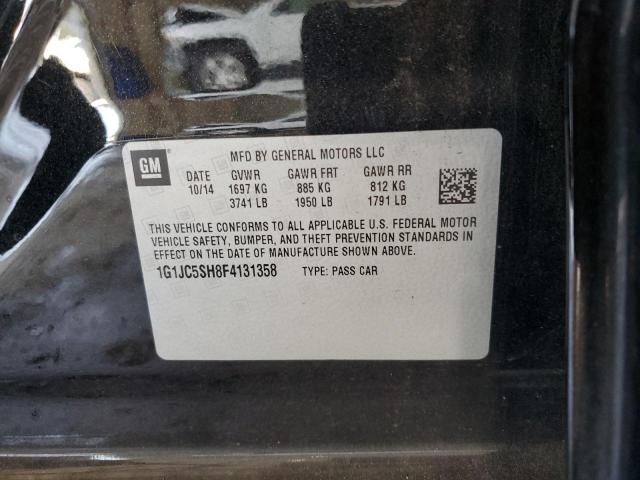 GM
MFD BY GENERAL MOTORS LLC
DATE GVWR GAWR FRT GAWR RR
10/14 1697 KG 885 KG 812 KG
3741 LB 1950 LB 1791 LB
THIS VEHICLE CONFORMS TO ALL APPLICABLE U.S. FEDERAL MOTOR
VEHICLE SAFETY, BUMPER, AND THEFT PREVENTION STANDARDS IN
EFFECT ON THE DATE OF MANUFACTURE SHOWN ABOVE.
1G1JC5SH8F4131358 TYPE: PASS CAR